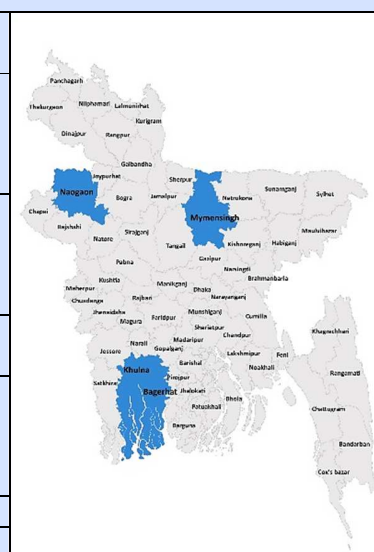 Panchagarh
Thakurgaon
Nilphamari
Lalmonirhat
Kurigram
Dinajpur
Rangpur
Gaibandha
Joypurhat
Sherpur
Naogaon
Bogra
Jamalpur
Netrokona
Sunamganj
Sylhet
Mymensingh
Chapai
Rajshahi
Natore
Sirajganj
Tangail
Kishoreganj
Habiganj
Maulvibazar
Pabna
Gazipur
Narsingdi
Kushtia
Manikganj
Dhaka
Brahmanbaria
Meherpur
Chuadanga
Rajbari
Narayanganj
Jhenaidaha
Magura
Faridpur
Munshiganj
Cumilla
Shariatpur
Khagrachhari
Narail
Madaripur
Chandpur
Jessore
Gopalganj
Lakshmipur
Feni
Khulna
Barishal
Noakhali
Rangamati
Satkhira
Pirojpur
Bagerhat
Jhalokati
Bhola
Patuakhali
Chattugram
Barguna
Bandarban
Cox's bazar